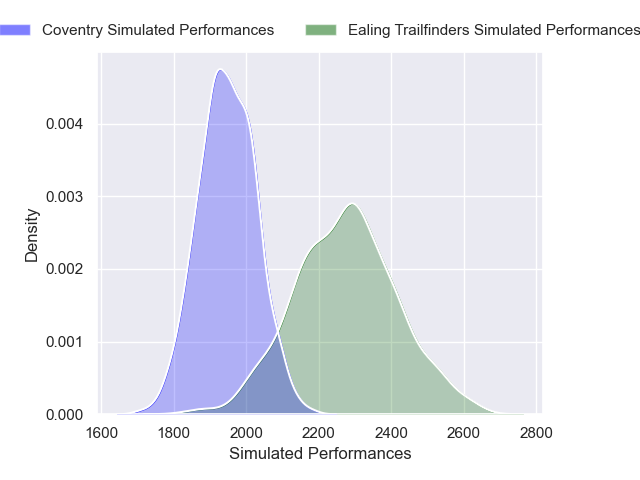 Coventry Simulated Performances Ealing Trailfinders Simulated Performances
0.004
0.003
0.002
0.001
0.000
Density
1600 1800 2000 2200 2400 2600 2800
Simulated Performances